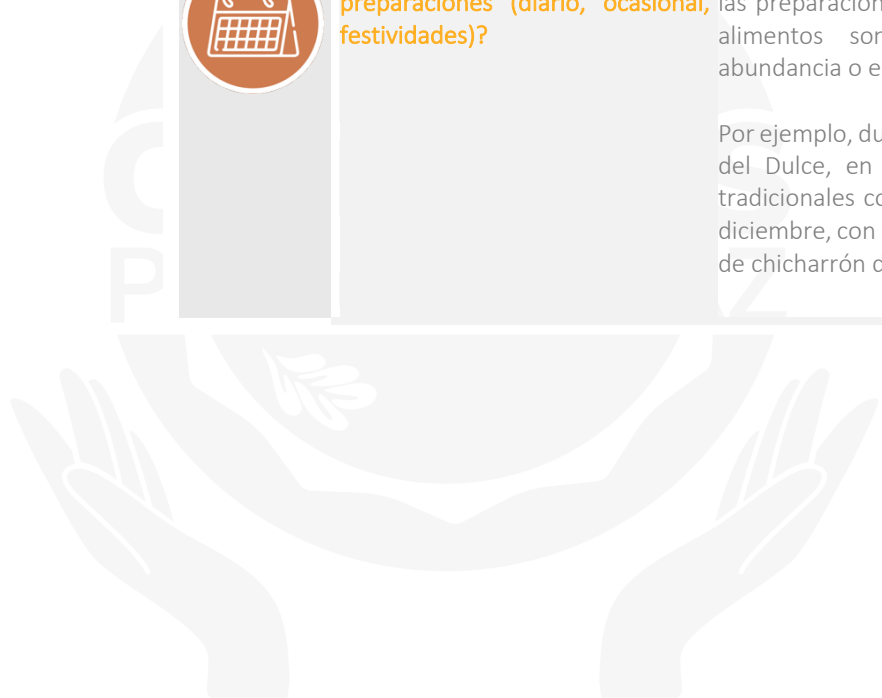 preparaciones (diario, ocasional,
festividades)?
las preparacion
alimentos
abundancia o e
Por ejemplo, du
del Dulce, en
tradicionales co
diciembre, con
de chicharrón